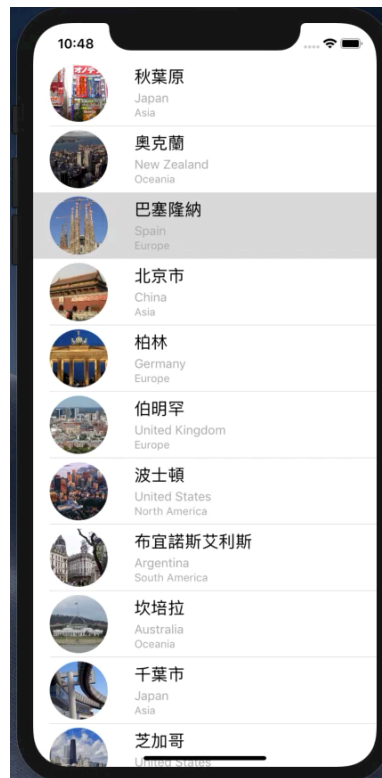 10:48
秋葉原
Japan
Asia
奧克蘭
New Zealand
Oceania
巴塞隆納
Spain
Europe
北京市
China
Asia
柏林
Germany
Europe
伯明罕
United Kingdom
Europe
波士頓
United States
North America
布宜諾斯艾利斯
Argentina
South America
坎培拉
Australia
Oceania
千葉市
Japan
Asia
芝加哥
United States